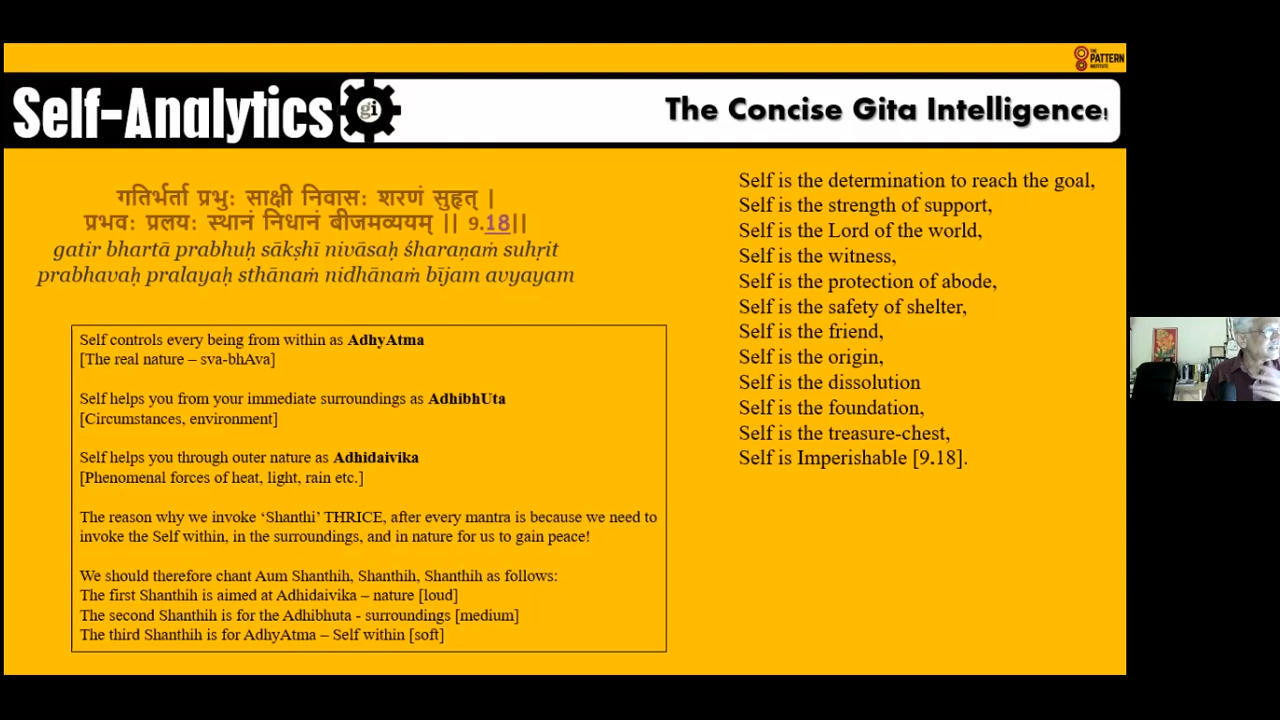 THE
PATTERN
INSTITUTE
Self-Analytics
gi
The Concise Gita Intelligence!
गतिर्भर्ता प्रभुः साक्षी निवासः शरणं सुहृत् |
प्रभवः प्रलयः स्थानं निधानं बीजमव्ययम् || 9.18||
gatir bhartā prabhuḥ sākṣhī nivāsaḥ śharaṇaṁ suhṛit
prabhavaḥ pralayaḥ sthānaṁ nidhānaṁ bījam avyayam
Self controls every being from within as AdhyAtma
[The real nature – sva-bhAva]
Self helps you from your immediate surroundings as AdhibhUta
[Circumstances, environment]
Self helps you through outer nature as Adhidaivika
[Phenomenal forces of heat, light, rain etc.]
The reason why we invoke ‘Shanthi’ THRICE, after every mantra is because we need to
invoke the Self within, in the surroundings, and in nature for us to gain peace!
We should therefore chant Aum Shanthih, Shanthih, Shanthih as follows:
The first Shanthih is aimed at Adhidaivika – nature [loud]
The second Shanthih is for the Adhibhuta - surroundings [medium]
The third Shanthih is for AdhyAtma – Self within [soft]
Self is the determination to reach the goal,
Self is the strength of support,
Self is the Lord of the world,
Self is the witness,
Self is the protection of abode,
Self is the safety of shelter,
Self is the friend,
Self is the origin,
Self is the dissolution
Self is the foundation,
Self is the treasure-chest,
Self is Imperishable [9.18].